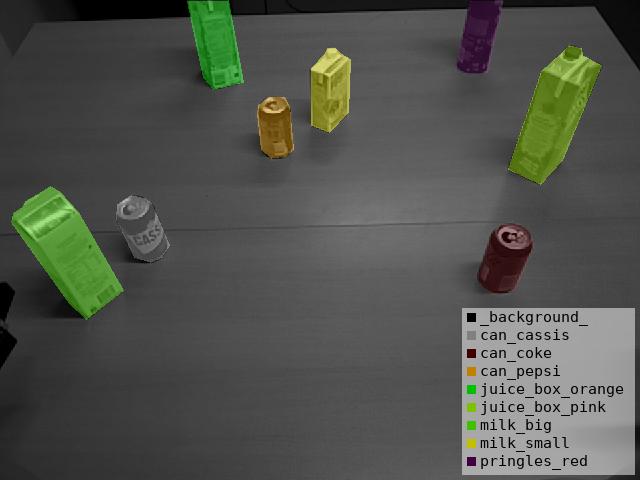 CASS
_background_
can_cassis
can_coke
can_pepsi
juice_box_orange
juice_box_pink
milk_big
milk_small
pringles_red